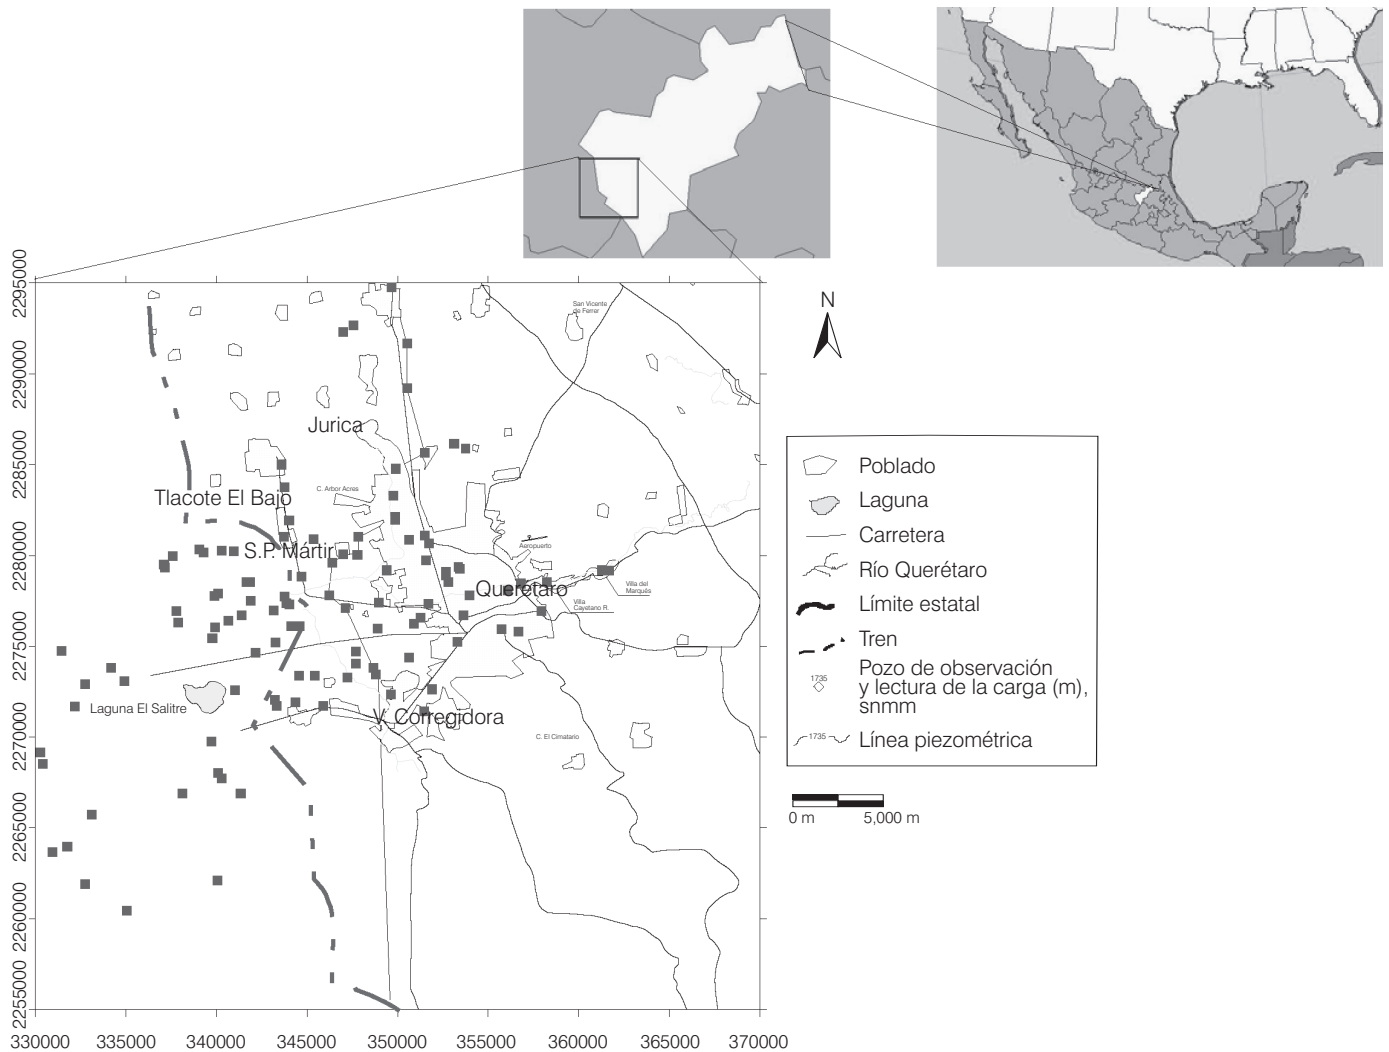 N
2295000
2290000
2285000
2280000
2275000
2270000
2265000
2260000
2255000
330000
335000
340000
345000
350000
355000
360000
365000
370000
San Vicente
de Ferrar
Jurica
C. Arbor Acres
Tlacote El Bajo
S.P. Mártir
Aeropuerto
Querétaro
Villa del
Marqués
Villa
Cayetano R.
Laguna El Salitre
V. Corregidora
C. El Cimatario
Poblado
Laguna
Carretera
Río Querétaro
Límite estatal
Tren
1735
Pozo de observación
y lectura de la carga (m),
snmm
1735
Línea piezométrica
0 m
5,000 m